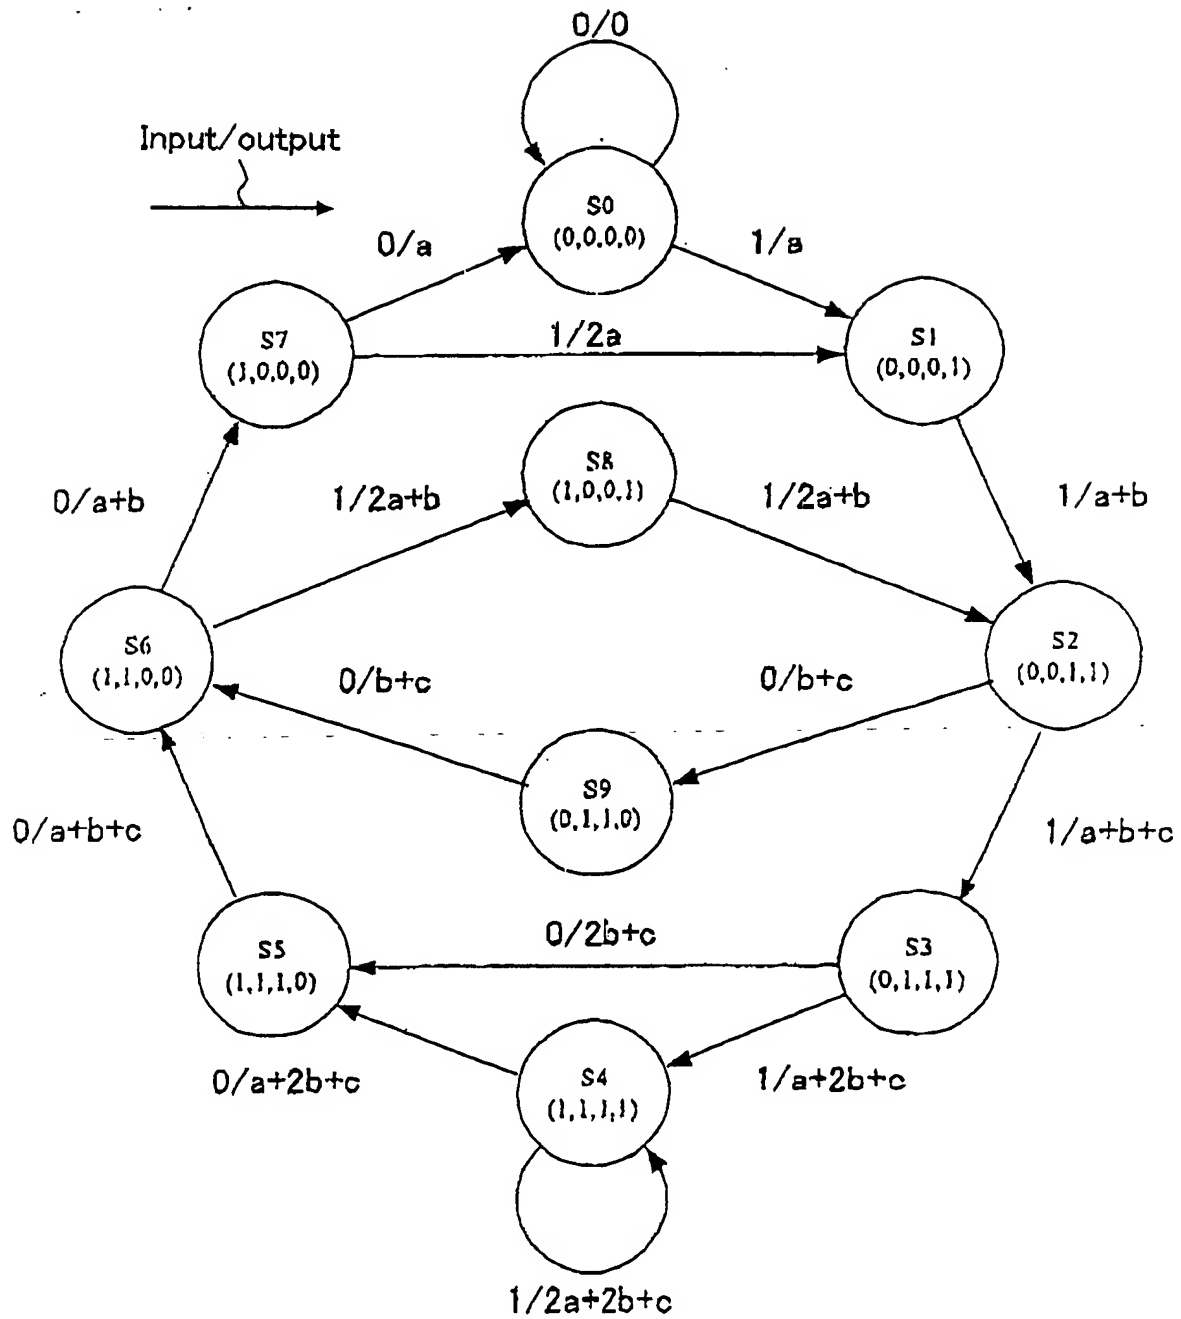 0/0
Input/output
S0
(0,0.0,0)
0/a
1/a
S7
(1,0,0,0)
1/2a
S1
(0,0,0,1)
S8
(1,0,0,1)
0/a+b
1/2a+b
1/2a+b
1/a+b
S6
(1,1,0,0)
S2
(0,0,1,1)
0/b+c
0/b+c
S9
(0,1,1,0)
0/a+b+c
1/a+b+c
0/2b+c
S5
(1,1,1,0)
S3
(0,1,1,1)
0/a+2b+c
S4
(1,1,1,1)
1/a+2b+c
1/2a+2b+c